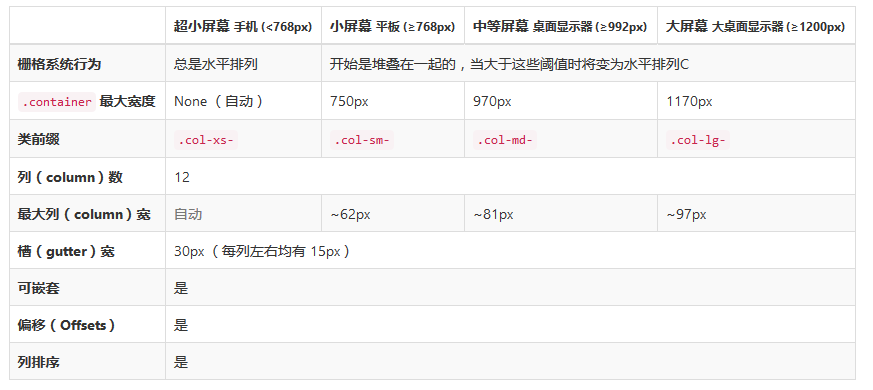 超小屏幕 手机 (<768px) 小屏幕 平板 (≥768px) 中等屏幕 桌面显示器 (≥992px) 大屏幕 大桌面显示器 (≥1200px)
栅格系统行为 总是水平排列 开始是堆叠在一起的，当大于这些阈值时将变为水平排列C
.container 最大宽度 None （自动） 750px 970px 1170px
类前缀 .col-xs- .col-sm- .col-md- .col-lg-
列（column）数 12
最大列（column）宽 自动 ~62px ~81px ~97px
槽（gutter）宽 30px （每列左右均有 15px）
可嵌套 是
偏移（Offsets） 是
列排序 是